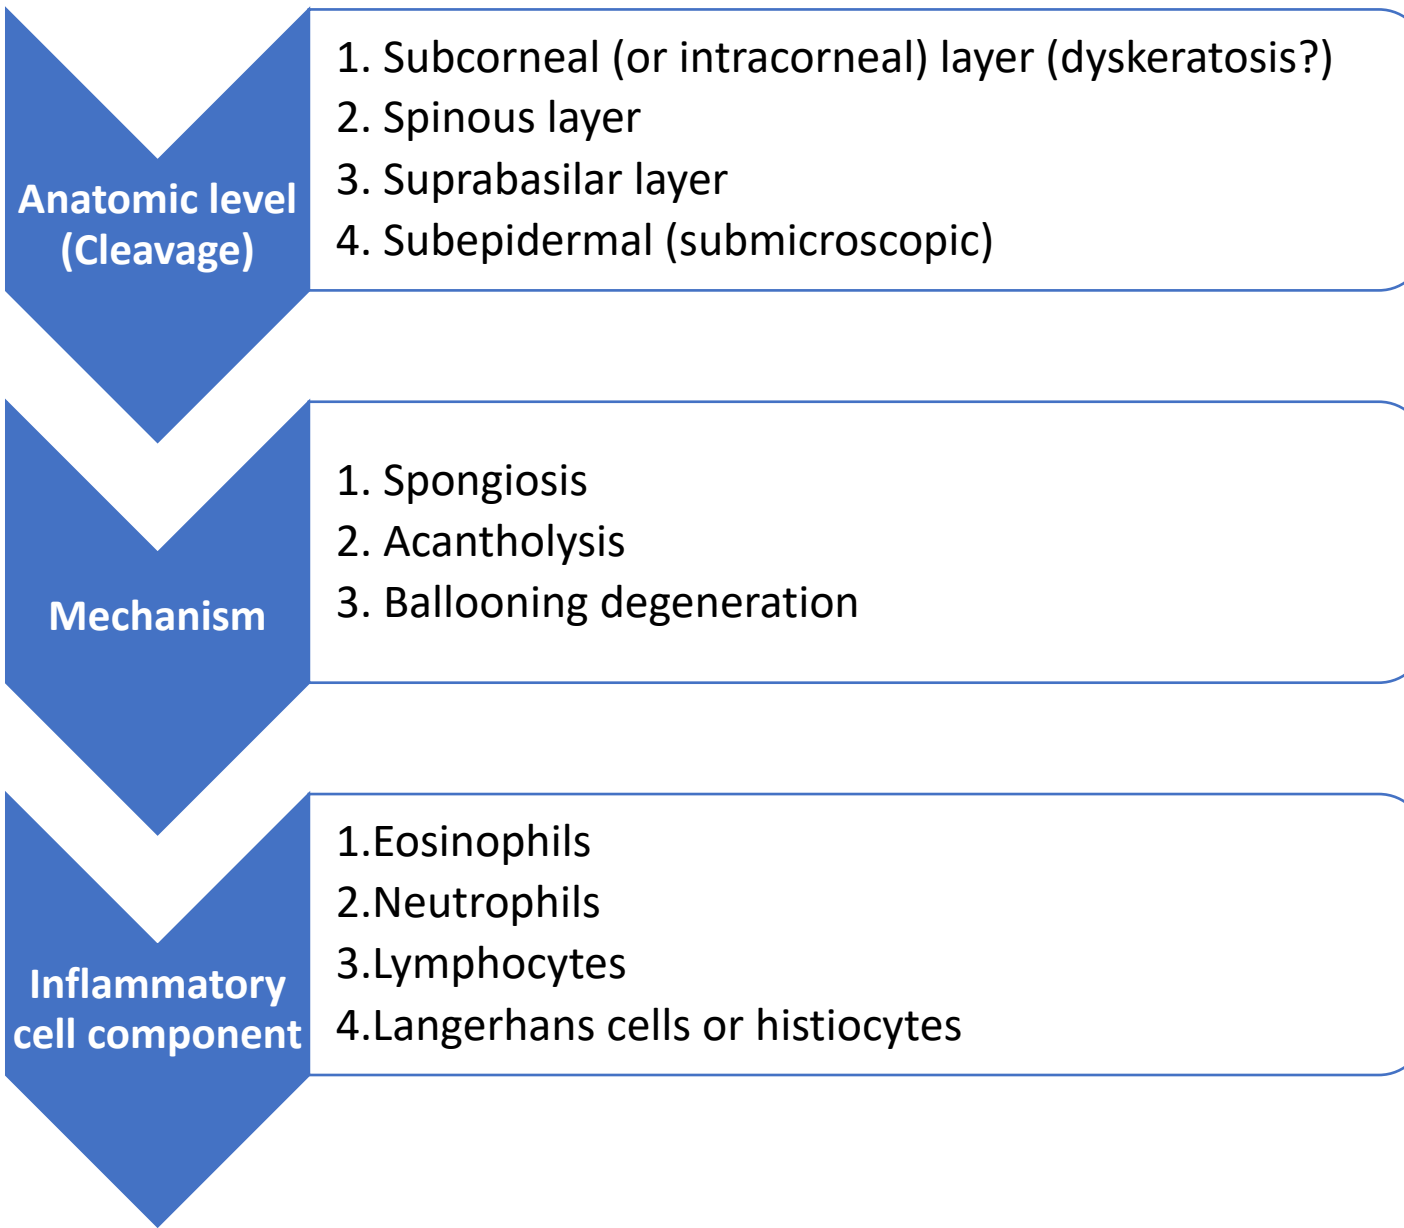 Anatomic level
(Cleavage)
1. Subcorneal (or intracorneal) layer (dyskeratosis?)
2. Spinous layer
3. Suprabasilar layer
4. Subepidermal (submicroscopic)
Mechanism
1. Spongiosis
2. Acantholysis
3. Ballooning degeneration
Inflammatory
cell component
1.Eosinophils
2.Neutrophils
3.Lymphocytes
4.Langerhans cells or histiocytes